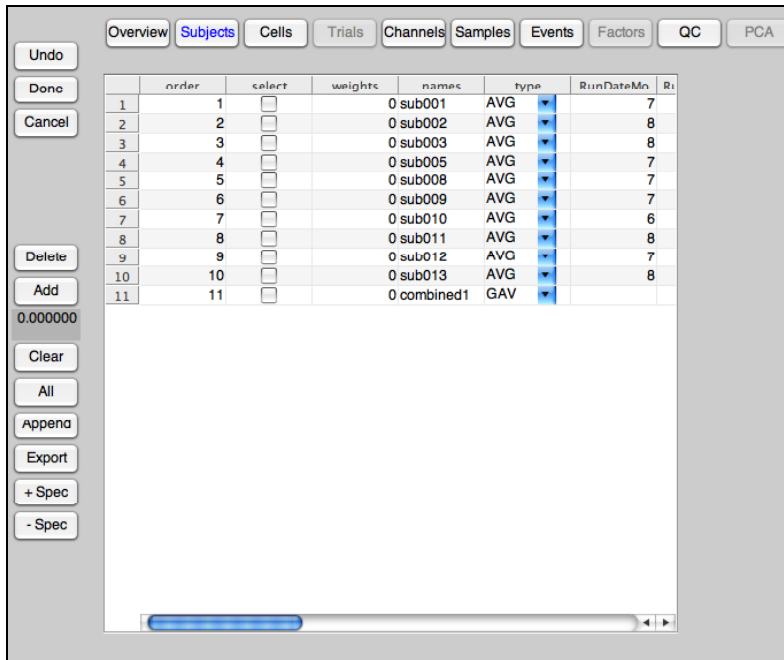 Overview Subjects Cells Trials Channels Samples Events Factors QC PCA
Undo
Done
Cancel
Delete
Add
0.000000
Clear
All
Append
Export
+ Spec
- Spec
order select weights names type RunDateMo Ru
1 1 0 sub001 AVG 7
2 2 0 sub002 AVG 8
3 3 0 sub003 AVG 8
4 4 0 sub005 AVG 7
5 5 0 sub008 AVG 7
6 6 0 sub009 AVG 7
7 7 0 sub010 AVG 6
8 8 0 sub011 AVG 8
9 9 0 sub012 AVG 7
10 10 0 sub013 AVG 8
11 11 0 combined1 GAV